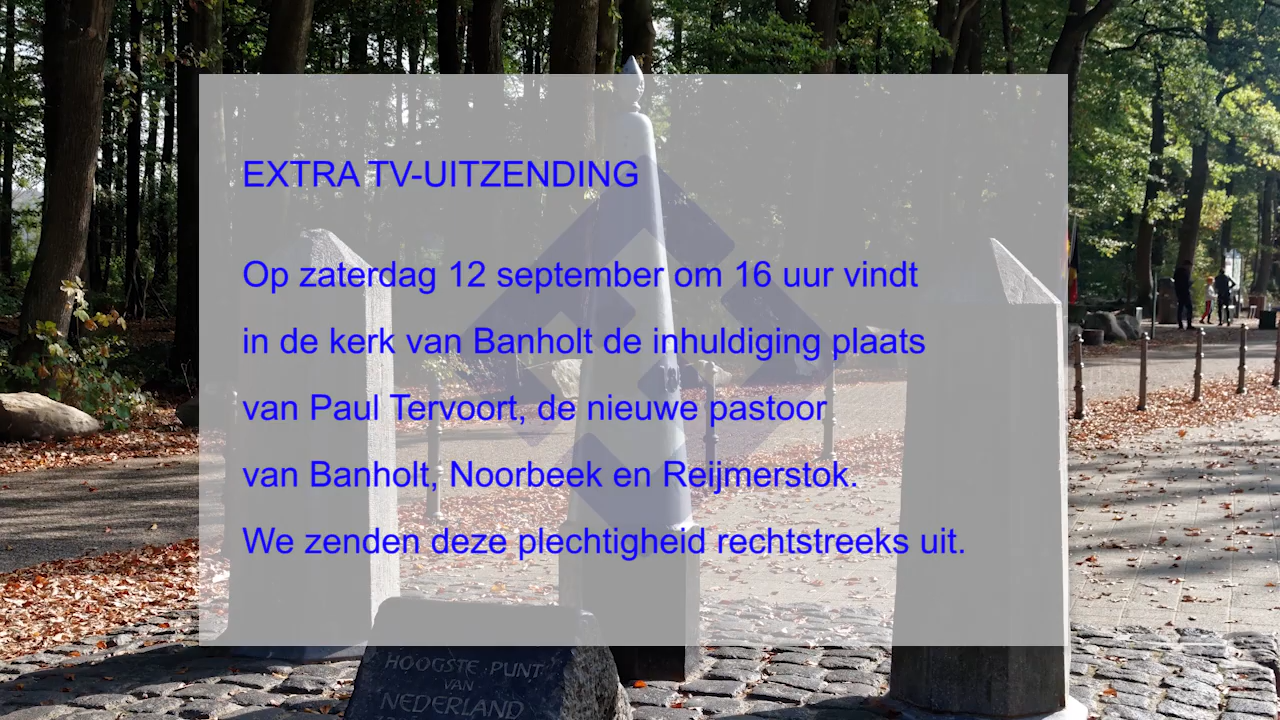 EXTRA TV-UITZENDING
Op zaterdag 12 september om 16 uur vindt
in de kerk van Banholt de inhuldiging plaats
van Paul Tervoort, de nieuwe pastoor
van Banholt, Noorbeek en Reijmerstok.
We zenden deze plechtigheid rechtstreeks uit.
HOOGSTE PUNT
VAN
NEDERLAND